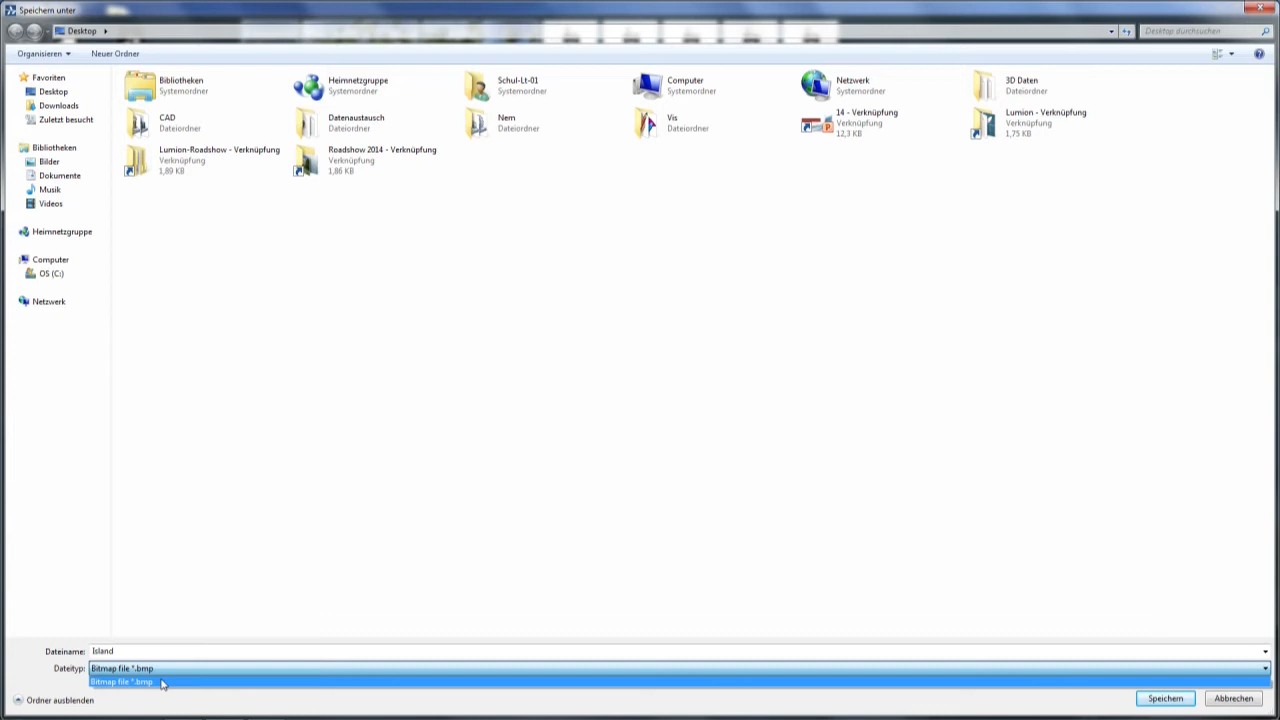 Speichern unter
Desktop
Desktop durchsuchen
Organisieren
Neuer Ordner
Favoriten
Desktop
Downloads
Zuletzt besucht
Bibliotheken
Bilder
Dokumente
Musik
Videos
Heimnetzgruppe
Computer
OS (C:)
Netzwerk
Bibliotheken
Systemordner
Heimnetzgruppe
Systemordner
Schul-Lt-01
Systemordner
Computer
Systemordner
Netzwerk
Systemordner
3D Daten
Dateiordner
CAD
Dateiordner
Datenaustausch
Dateiordner
Nem
Dateiordner
Vis
Dateiordner
14 - Verknüpfung
Verknüpfung
12,3 KB
Lumion - Verknüpfung
Verknüpfung
1,75 KB
Lumion-Roadshow - Verknüpfung
Verknüpfung
1,89 KB
Roadshow 2014 - Verknüpfung
Verknüpfung
1,86 KB
Dateiname: Island
Dateityp: Bitmap file *.bmp
Bitmap file *.bmp
Ordner ausblenden
Speichern
Abbrechen